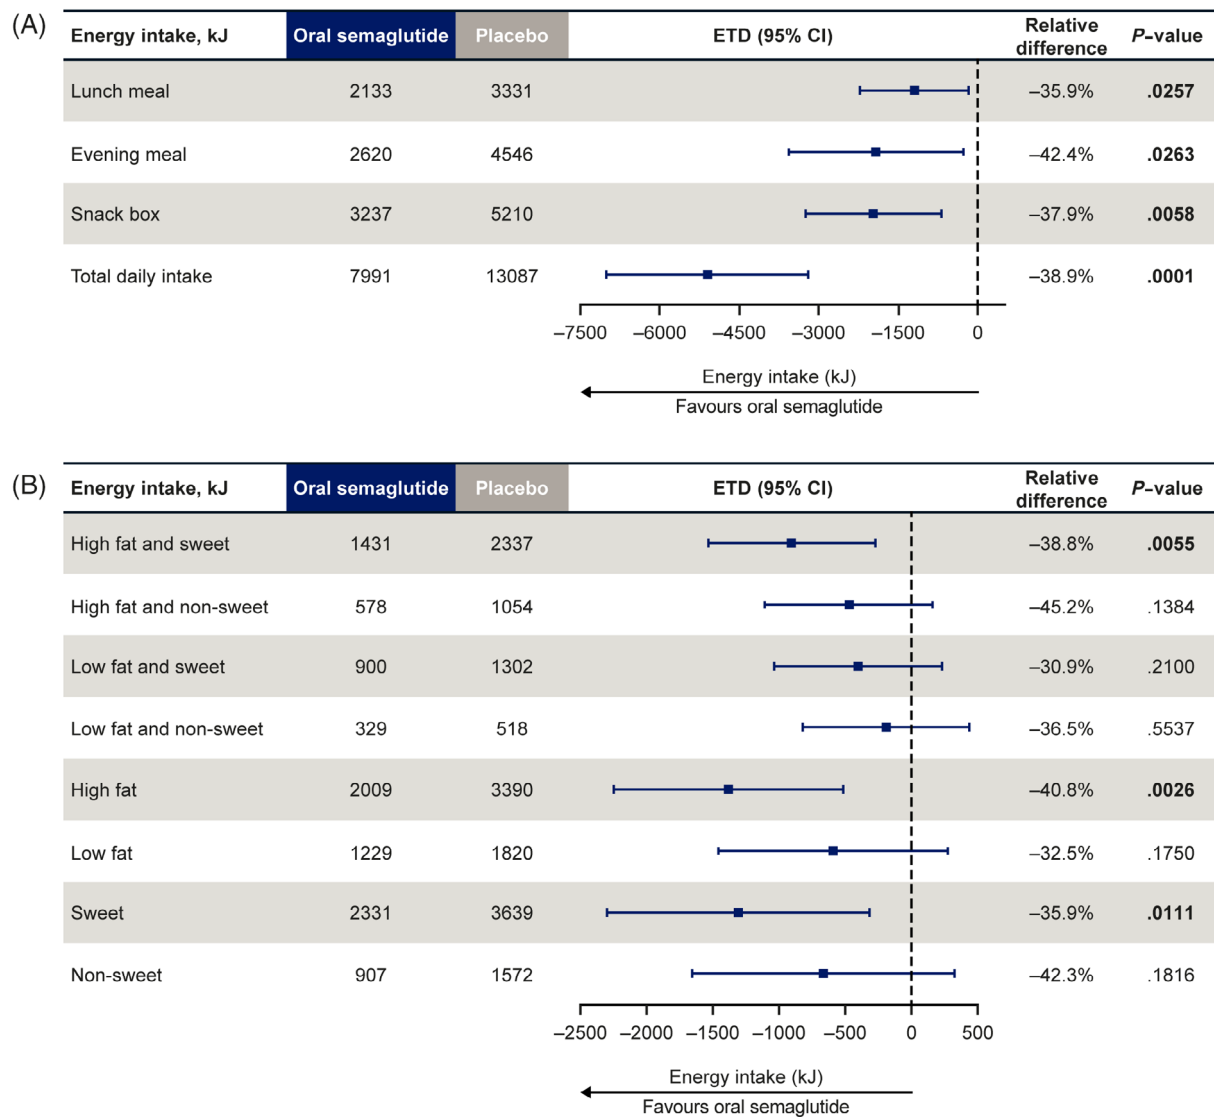 (A) Energy intake, kJ Oral semaglutide Placebo ETD (95% CI) Relative difference P–value
Lunch meal 2133 3331 –35.9% .0257
Evening meal 2620 4546 –42.4% .0263
Snack box 3237 5210 –37.9% .0058
Total daily intake 7991 13087 –38.9% .0001
–7500 –6000 –4500 –3000 –1500 0
Energy intake (kJ)
Favours oral semaglutide
(B) Energy intake, kJ Oral semaglutide Placebo ETD (95% CI) Relative difference P–value
High fat and sweet 1431 2337 –38.8% .0055
High fat and non-sweet 578 1054 –45.2% .1384
Low fat and sweet 900 1302 –30.9% .2100
Low fat and non-sweet 329 518 –36.5% .5537
High fat 2009 3390 –40.8% .0026
Low fat 1229 1820 –32.5% .1750
Sweet 2331 3639 –35.9% .0111
Non-sweet 907 1572 –42.3% .1816
–2500 –2000 –1500 –1000 –500 0 500
Energy intake (kJ)
Favours oral semaglutide